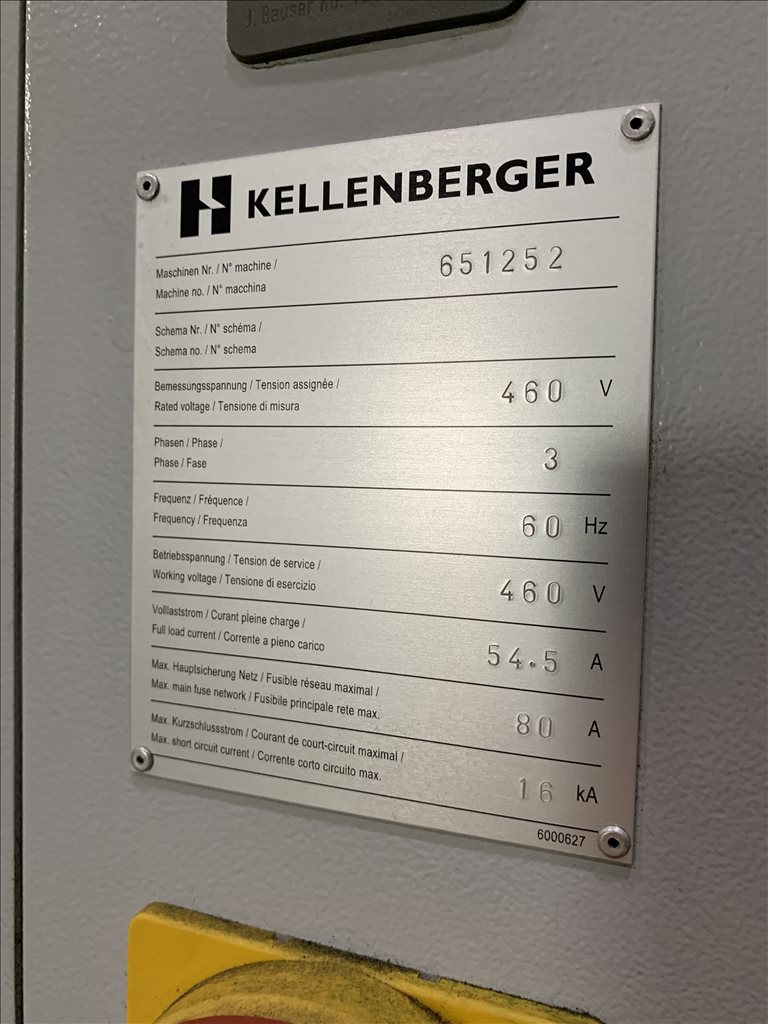 J. Bauser
KELLENBERGER
Maschinen Nr. / N° machine /
Machine no. / N° macchina
651252
Schema Nr. / N° schéma /
Schema no. / N° schema
Bemessungsspannung / Tension assignée /
Rated voltage / Tensione di misura
460 V
Phasen / Phase /
Phase / Fase
3
Frequenz / Fréquence /
Frequency / Frequenza
60 Hz
Betriebsspannung / Tension de service /
Working voltage / Tensione di esercizio
460 V
Volllaststrom / Curant pleine charge /
Full load current / Corrente a pieno carico
54.5 A
Max. Hauptsicherung Netz / Fusible réseau maximal /
Max. main fuse network / Fusibile principale rete max.
80 A
Max. Kurzschlussstrom / Courant de court-circuit maximal /
Max. short circuit current / Corrente corto circuito max.
16 kA
6000627